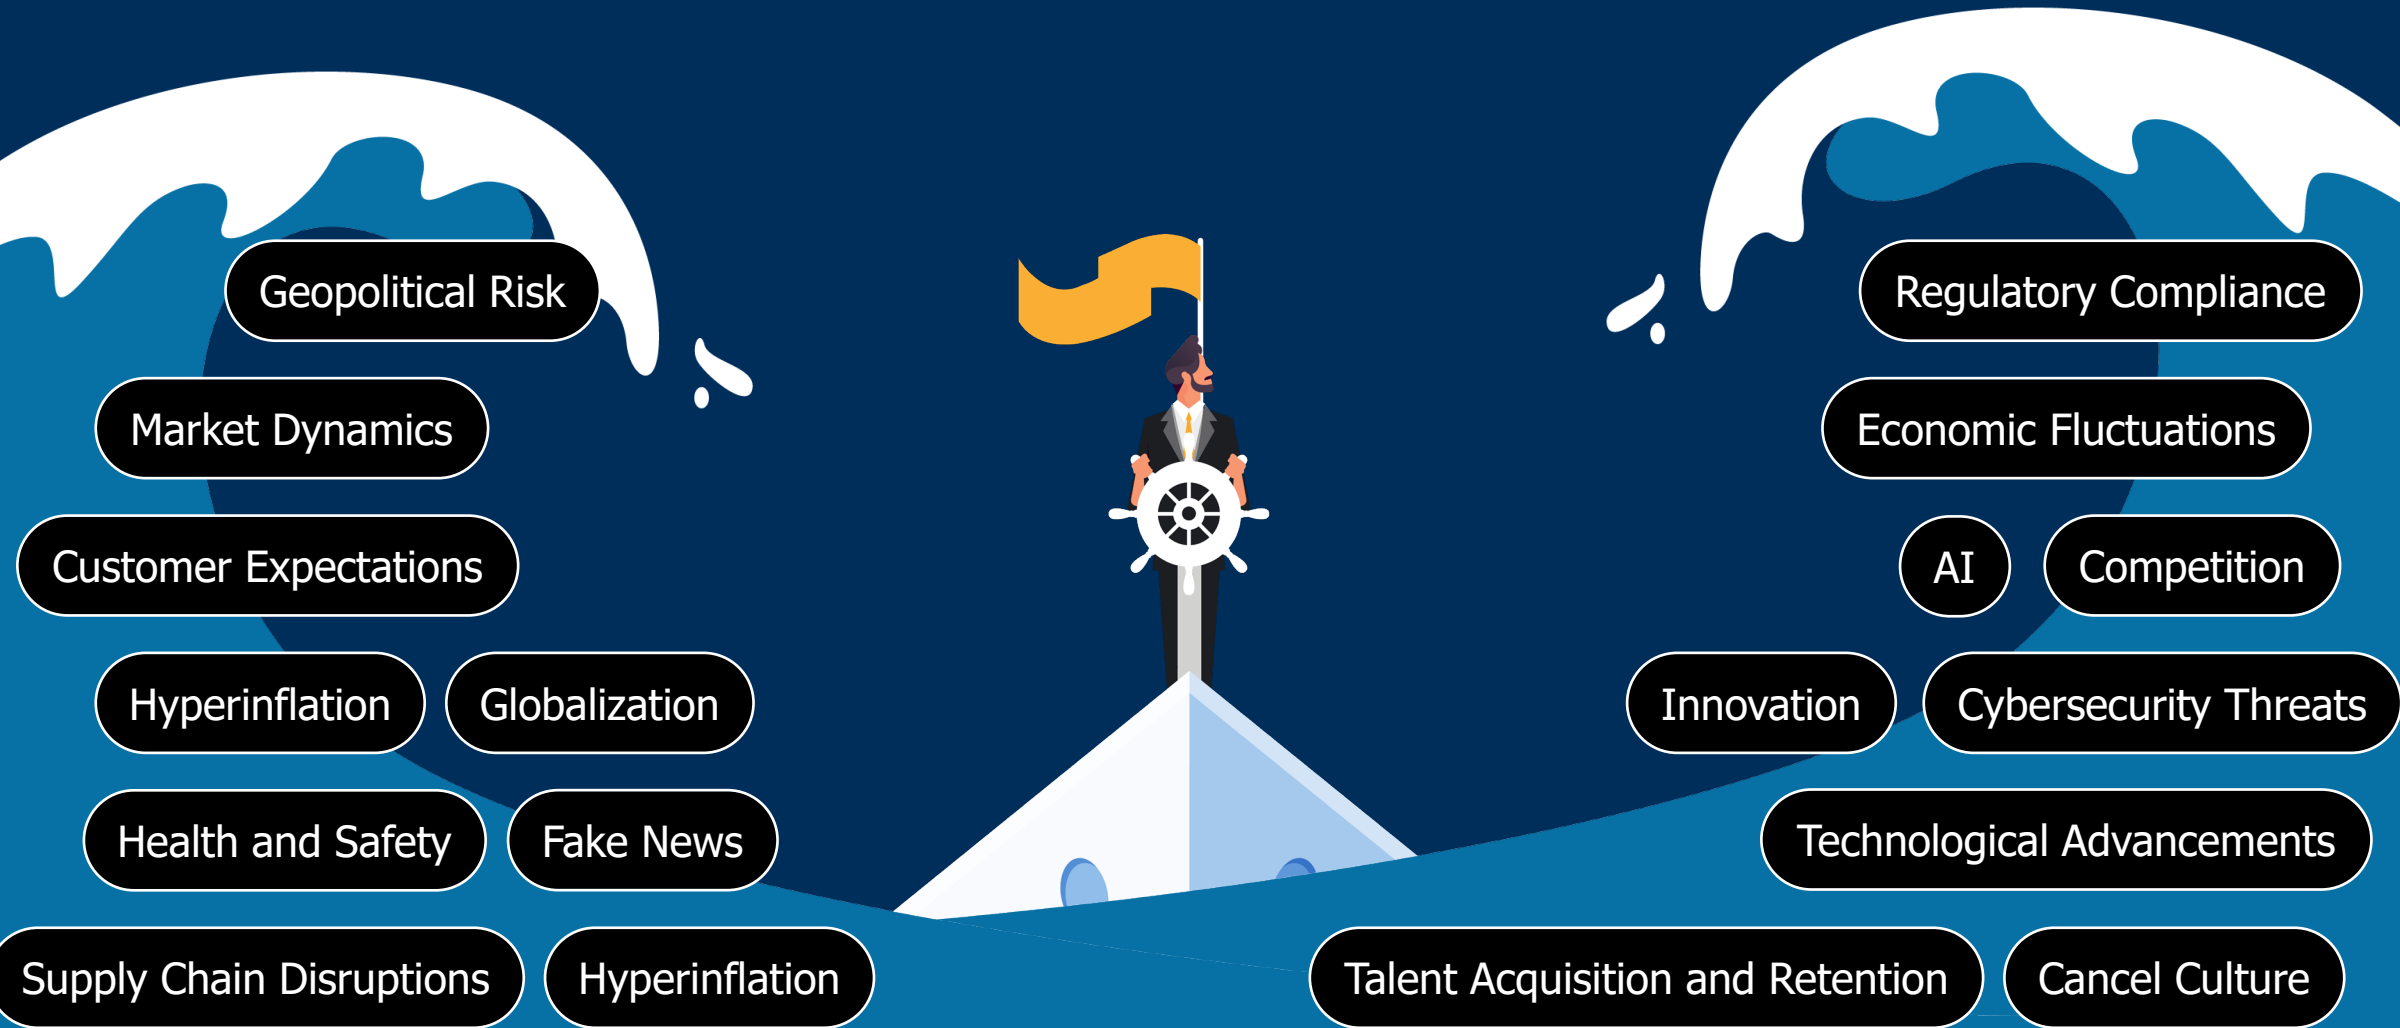 Geopolitical Risk
Market Dynamics
Customer Expectations
Hyperinflation
Globalization
Health and Safety
Fake News
Supply Chain Disruptions
Hyperinflation
Regulatory Compliance
Economic Fluctuations
AI
Competition
Innovation
Cybersecurity Threats
Technological Advancements
Talent Acquisition and Retention
Cancel Culture